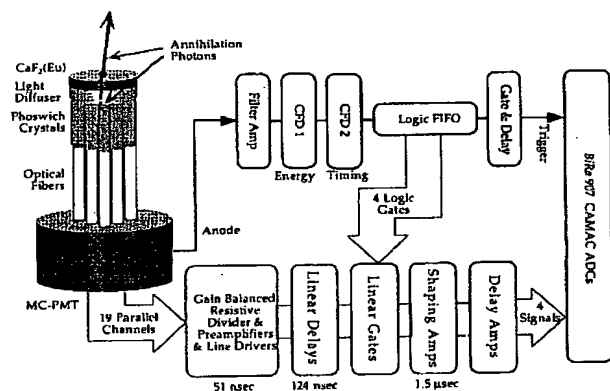 Annihilation
Photons
CaF2(Eu)
Light
Diffuser
Phoswich
Crystals
Optical
Fibers
MC-PMT
Anode
19 Parallel
Channels
Filter Amp
CFD 1
Energy
CFD 2
Timing
Logic FIFO
Gate & Delay
Trigger
4 Logic
Gates
Gain Balanced
Resistive
Divider &
Preamplifiers
& Line Drivers
51 nsec
Linear Delays
124 nsec
Linear Gates
Shaping Amps
1.5 µsec
Delay Amps
4
Signals
BiRa 907 CAMAC ADCs